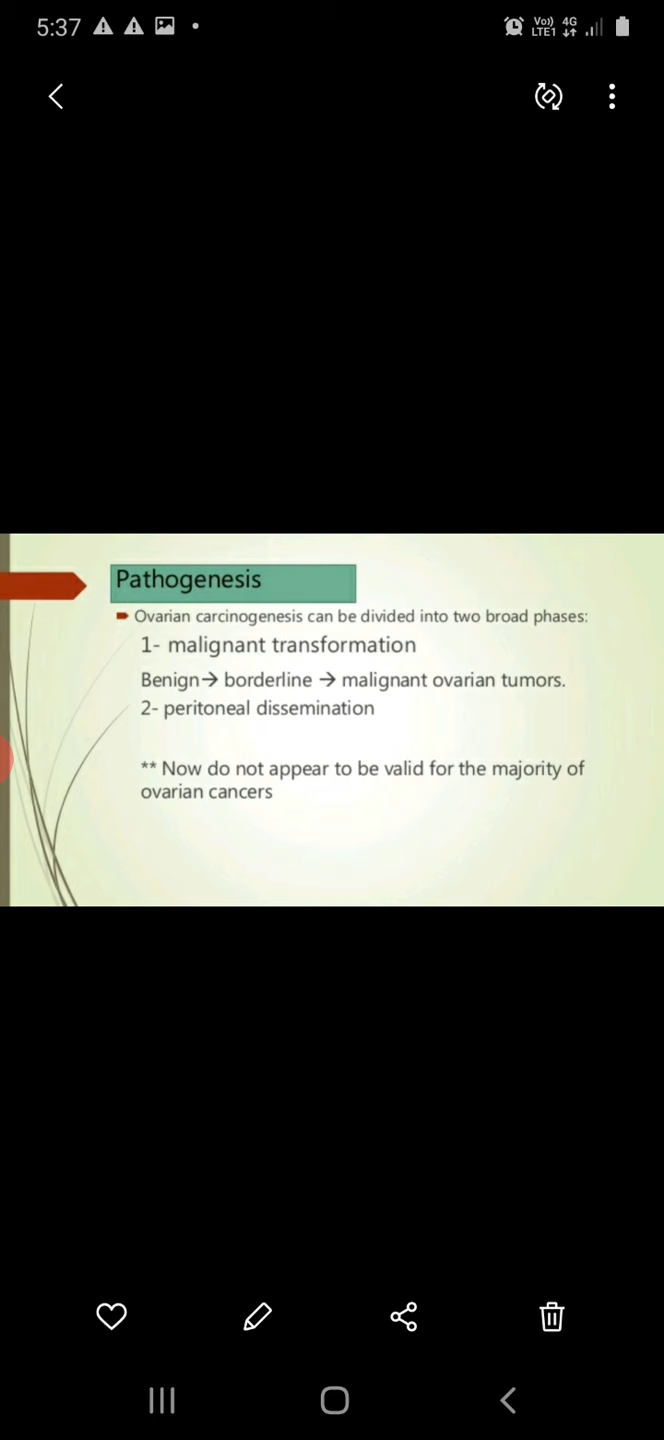 5:37
Vo)) 4G
LTE1
Pathogenesis
Ovarian carcinogenesis can be divided into two broad phases:
1- malignant transformation
Benign→ borderline → malignant ovarian tumors.
2- peritoneal dissemination
** Now do not appear to be valid for the majority of
ovarian cancers